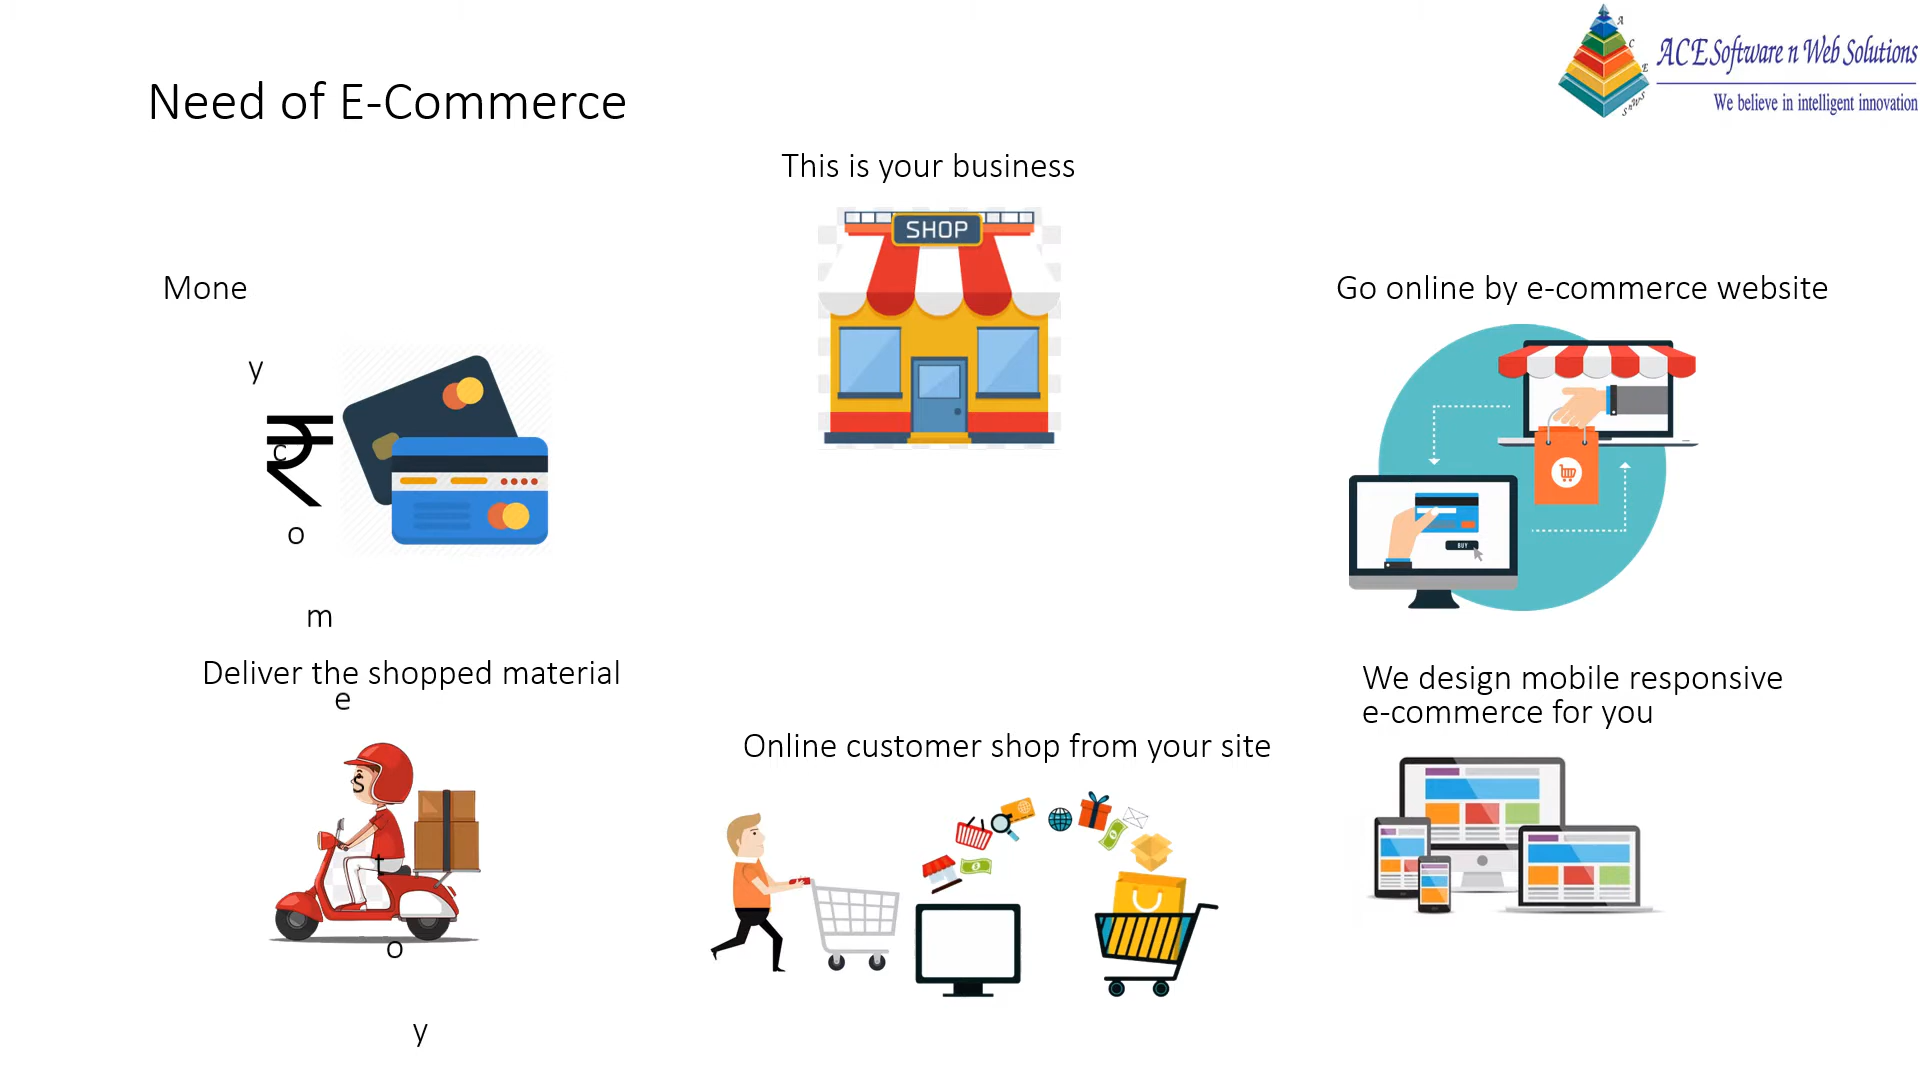 Need of E-Commerce
A
C
E
SnWS
ACE Software n Web Solutions
We believe in intelligent innovation
This is your business
SHOP
Mone
y
₹
c
o
m
e
s
t
o
y
Go online by e-commerce website
BUY
We design mobile responsive
e-commerce for you
Online customer shop from your site
Deliver the shopped material